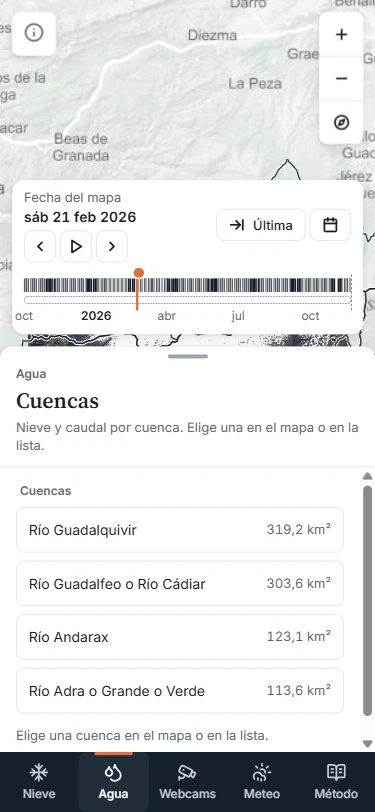 Darro
Diezma
Grae
os de la
ga
La Peza
acar
Beas de
Granada
Guad
Jérez
Fecha del mapa
sáb 21 feb 2026
Última
oct
2026
abr
jul
oct
Agua
Cuencas
Nieve y caudal por cuenca. Elige una en el mapa o en la
lista.
Cuencas
Río Guadalquivir 319,2 km²
Río Guadalfeo o Río Cádiar 303,6 km²
Río Andarax 123,1 km²
Río Adra o Grande o Verde 113,6 km²
Elige una cuenca en el mapa o en la lista.
Nieve
Agua
Webcams
Meteo
Método